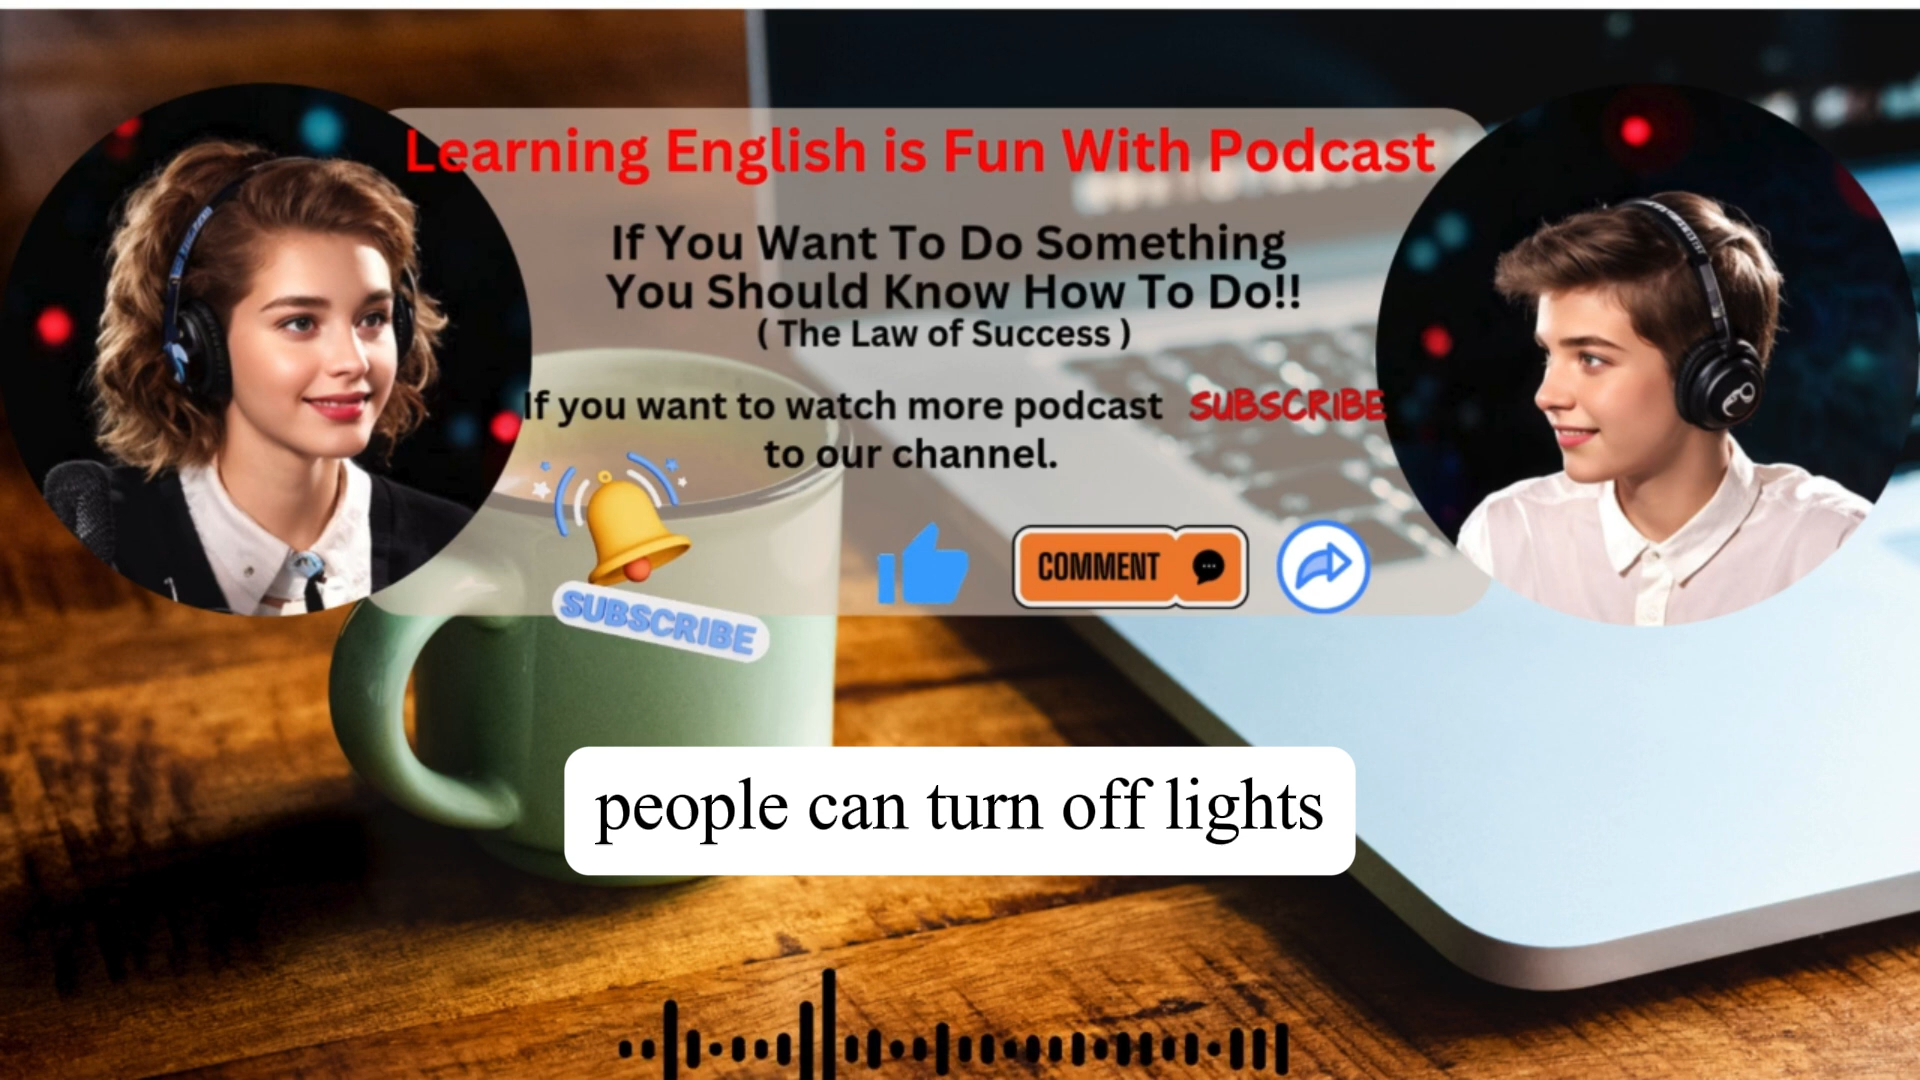 Learning English is Fun With Podcast
If You Want To Do Something
You Should Know How To Do!!
( The Law of Success )
If you want to watch more podcast SUBSCRIBE
to our channel.
COMMENT
SUBSCRIBE
people can turn off lights